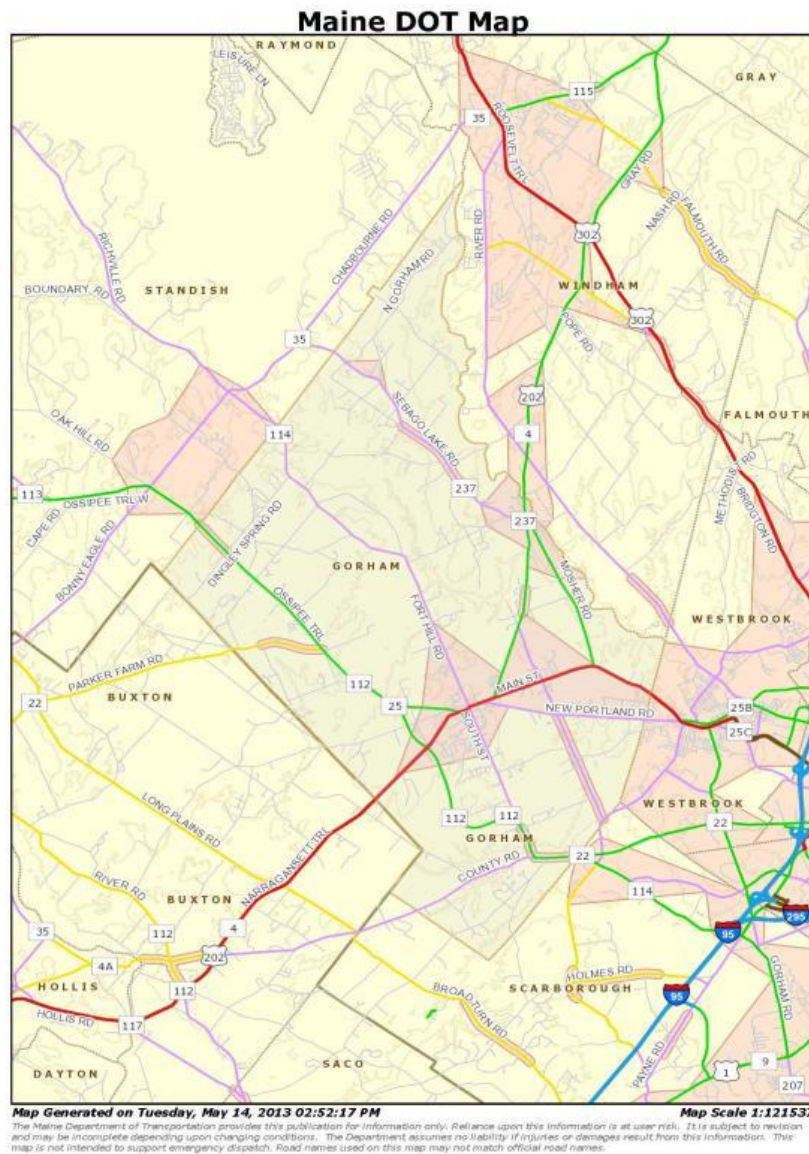 Maine DOT Map
RAYMOND
LEISURE LN
GRAY
115
35
ROOSEVELT TRL
GRAY RD
NASH RD
FALMOUTH RD
CHADBOURNE RD
RIVER RD
302
N GORHAM RD
RICHVILLE RD
BOUNDARY RD
STANDISH
WINDHAM
302
POPE RD
35
202
SEBAGO LAKE RD
FALMOUTH
OAK HILL RD
114
4
METHODIST RD
BRIDGTON RD
237
113
OSSIPEE TRL W
CAPE RD
BONNY EAGLE RD
DINGLEY SPRING RD
237
GORHAM
MOSHER RD
FORT HILL RD
OSSIPEE TRL
WESTBROOK
PARKER FARM RD
112
MAIN ST
22
BUXTON
25
NEW PORTLAND RD
25B
SOUTH ST
25C
LONG PLAINS RD
WESTBROOK
112
112
22
GORHAM
22
NARRAGANSETT TRL
COUNTY RD
RIVER RD
BUXTON
114
35
112
4
295
95
4A
202
HOLLIS
112
SCARBOROUGH
HOLMES RD
GORHAM RD
95
HOLLIS RD
117
BROAD TURN RD
SACO
PAYNE RD
DAYTON
1
9
207
Map Generated on Tuesday, May 14, 2013 02:52:17 PM
Map Scale 1:121537
The Maine Department of Transportation provides this publication for information only. Reliance upon this information is at user risk. It is subject to revision
and may be incomplete depending upon changing conditions. The Department assumes no liability if injuries or damages result from this information. This
map is not intended to support emergency dispatch. Road names used on this map may not match official road names.